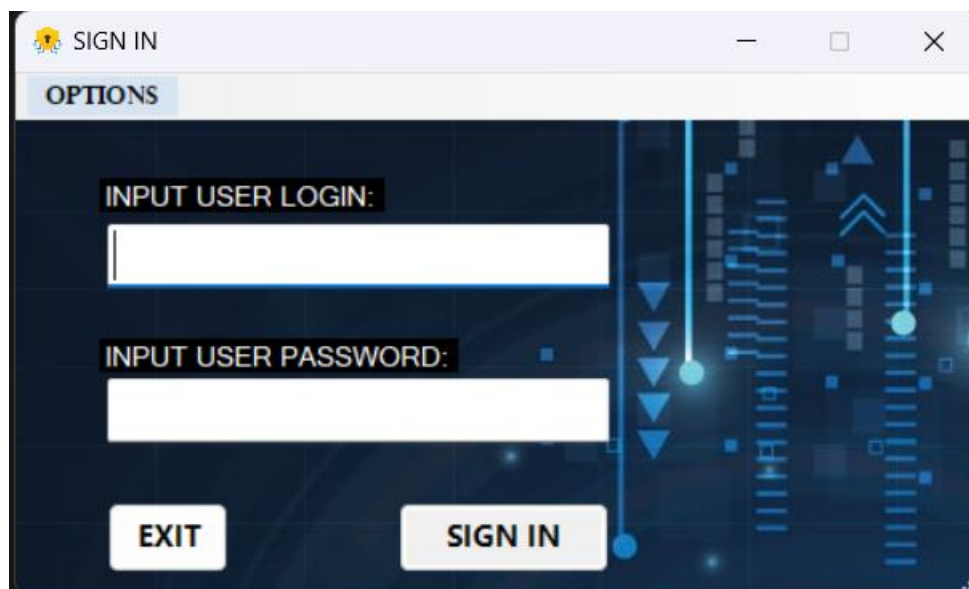 SIGN IN
OPTIONS
INPUT USER LOGIN:
INPUT USER PASSWORD:
EXIT SIGN IN